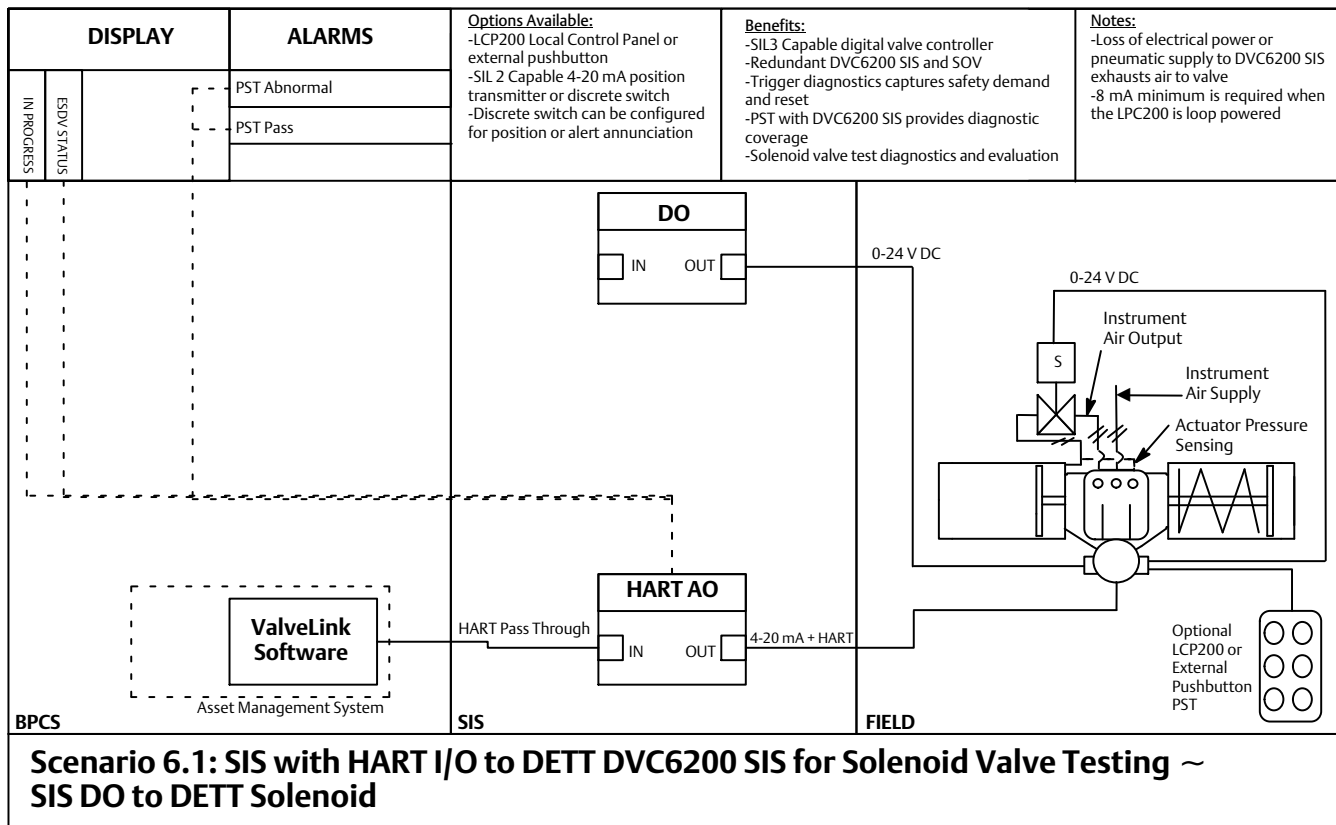 DISPLAY
ALARMS
IN PROGRESS
ESDV STATUS
PST Abnormal
PST Pass
Options Available:
-LCP200 Local Control Panel or
external pushbutton
-SIL 2 Capable 4-20 mA position
transmitter or discrete switch
-Discrete switch can be configured
for position or alert annunciation
Benefits:
-SIL3 Capable digital valve controller
-Redundant DVC6200 SIS and SOV
-Trigger diagnostics captures safety demand
and reset
-PST with DVC6200 SIS provides diagnostic
coverage
-Solenoid valve test diagnostics and evaluation
Notes:
-Loss of electrical power or
pneumatic supply to DVC6200 SIS
exhausts air to valve
-8 mA minimum is required when
the LPC200 is loop powered
DO
IN OUT
0-24 V DC
0-24 V DC
Instrument
Air Output
S
Instrument
Air Supply
Actuator Pressure
Sensing
HART AO
IN OUT
ValveLink
Software
HART Pass Through
4-20 mA + HART
Asset Management System
Optional
LCP200 or
External
Pushbutton
PST
BPCS
SIS
FIELD
Scenario 6.1: SIS with HART I/O to DETT DVC6200 SIS for Solenoid Valve Testing ~
SIS DO to DETT Solenoid